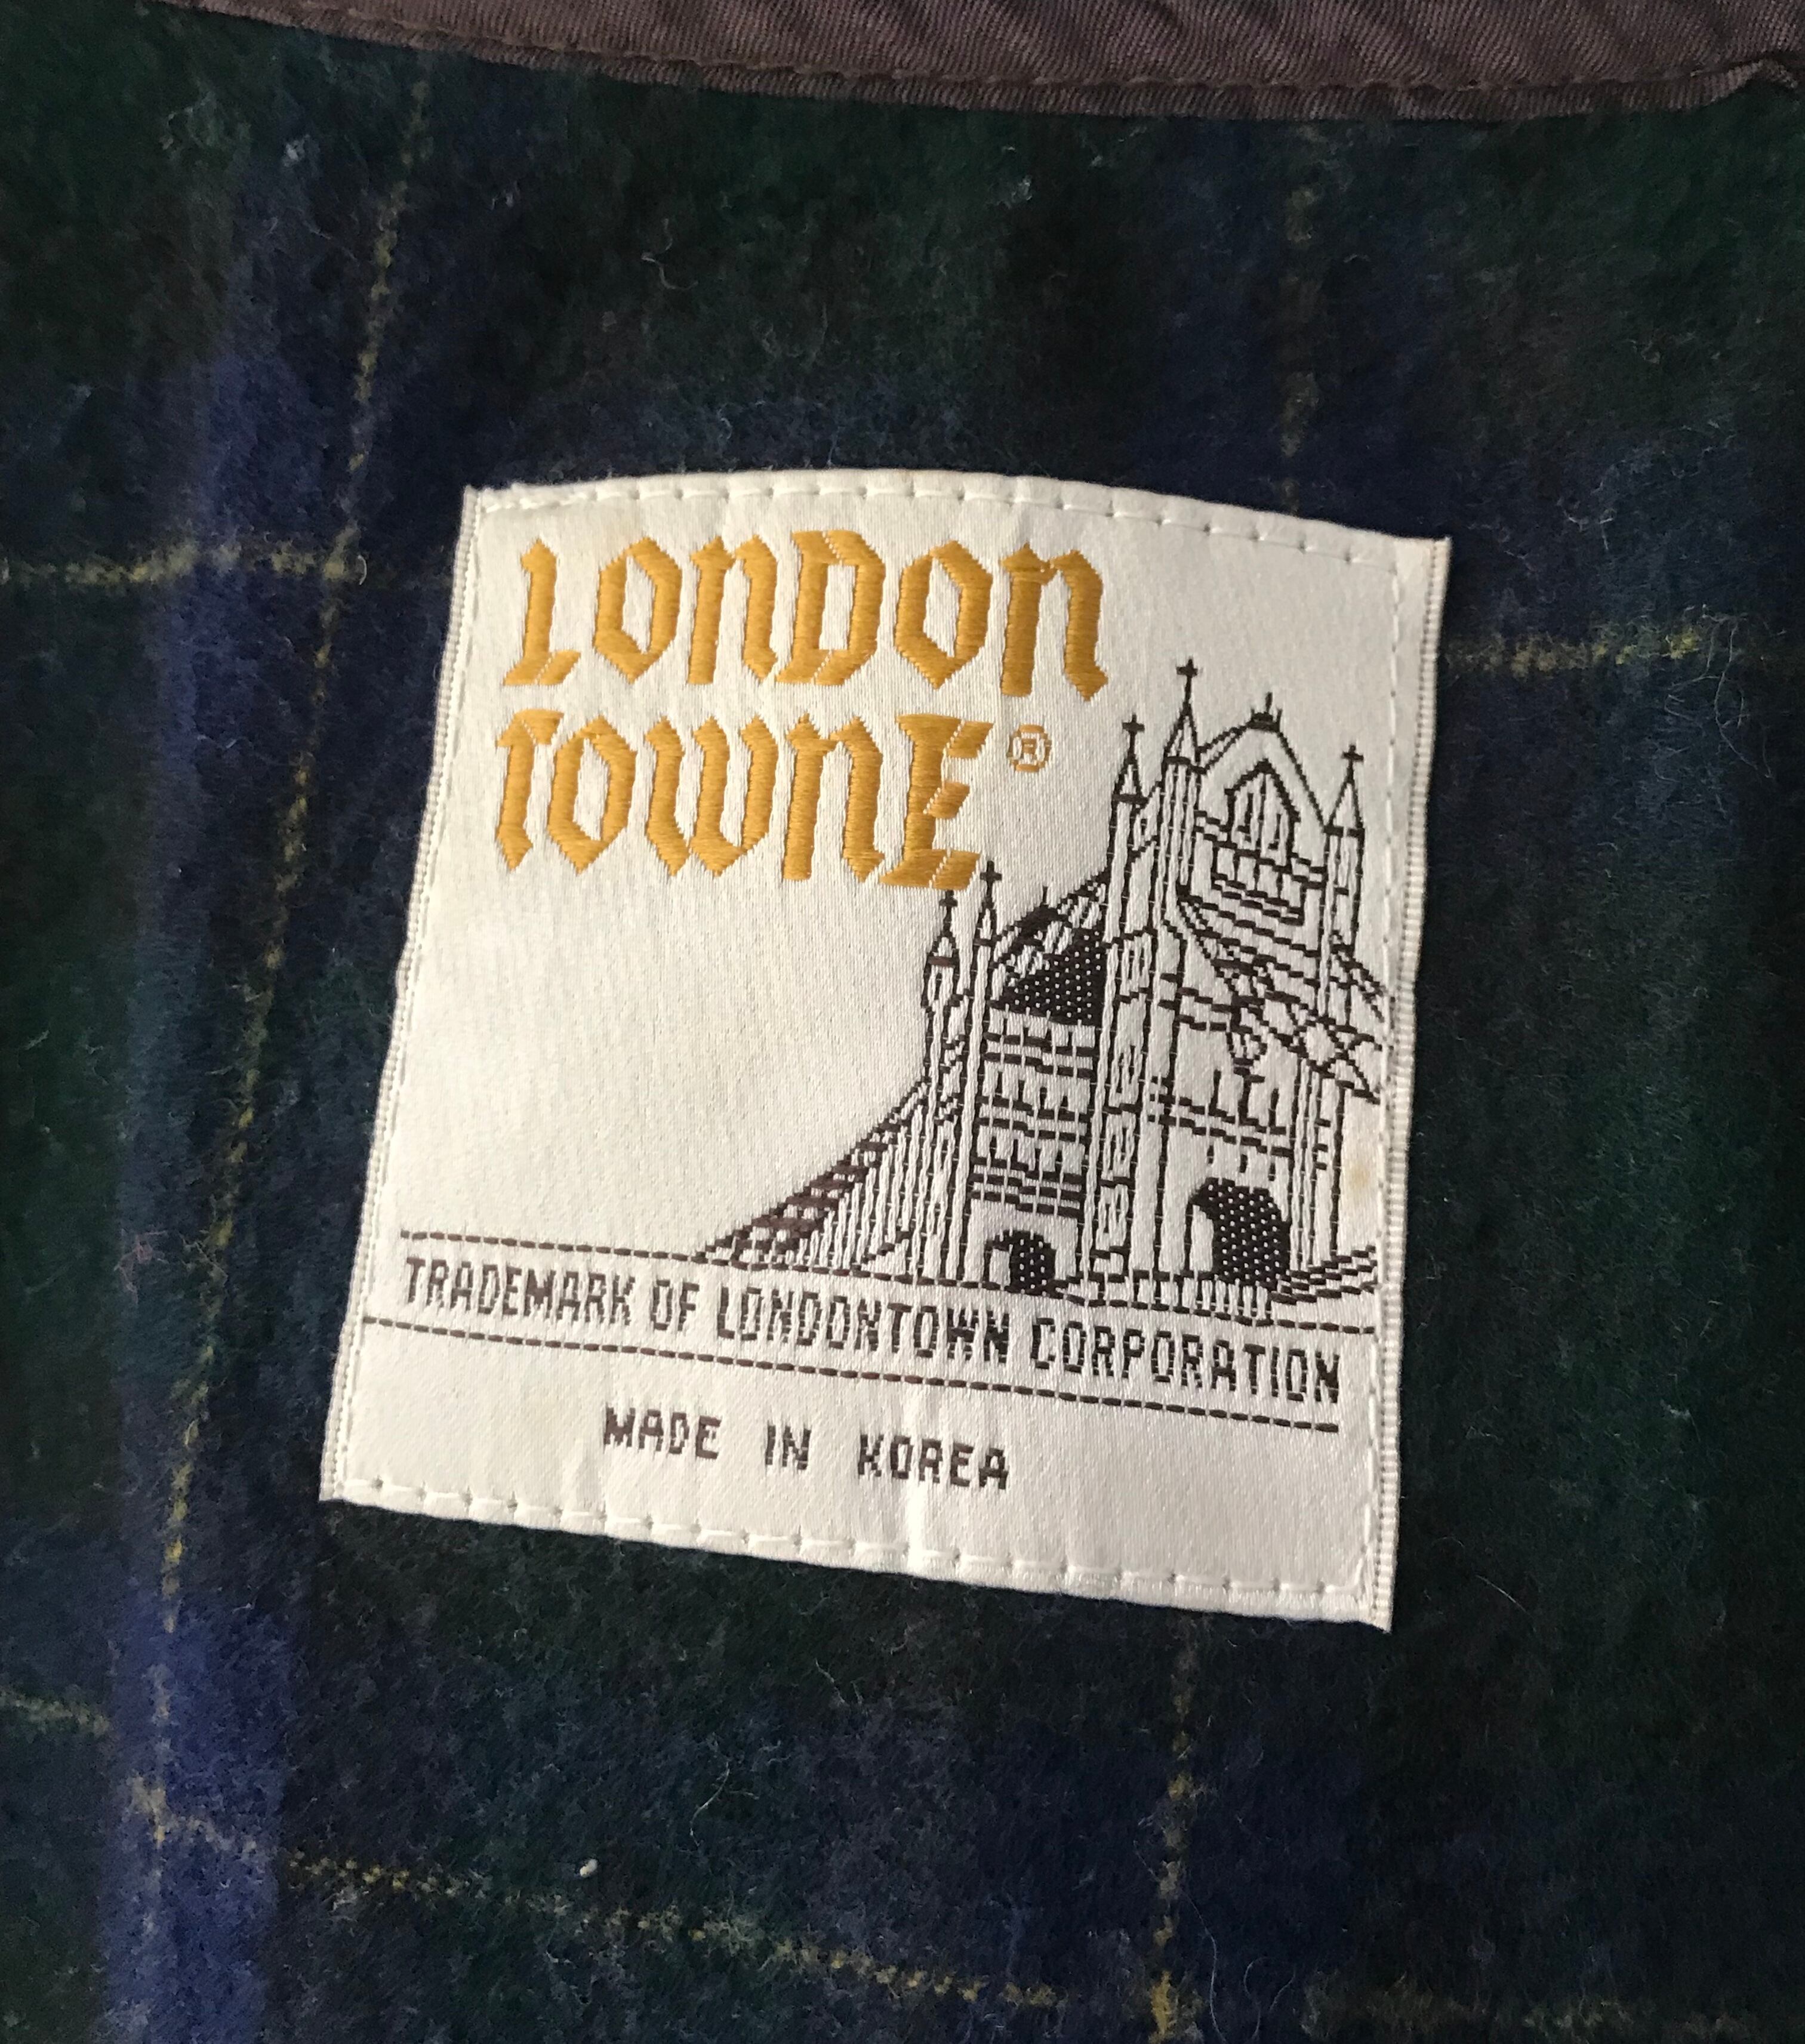 LONDON
TOWNE®
TRADEMARK OF LONDONTOWN CORPORATION
MADE IN KOREA